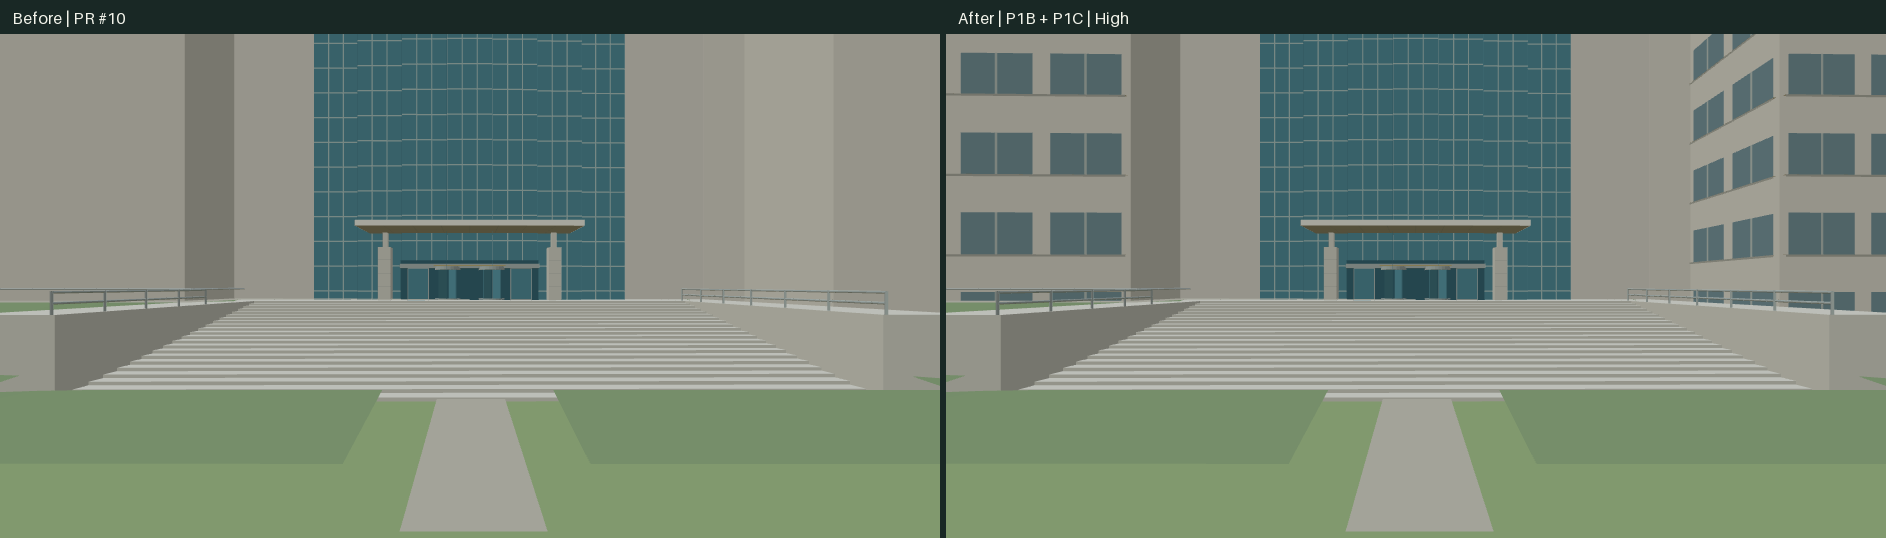 Before | PR #10
After | P1B + P1C | High